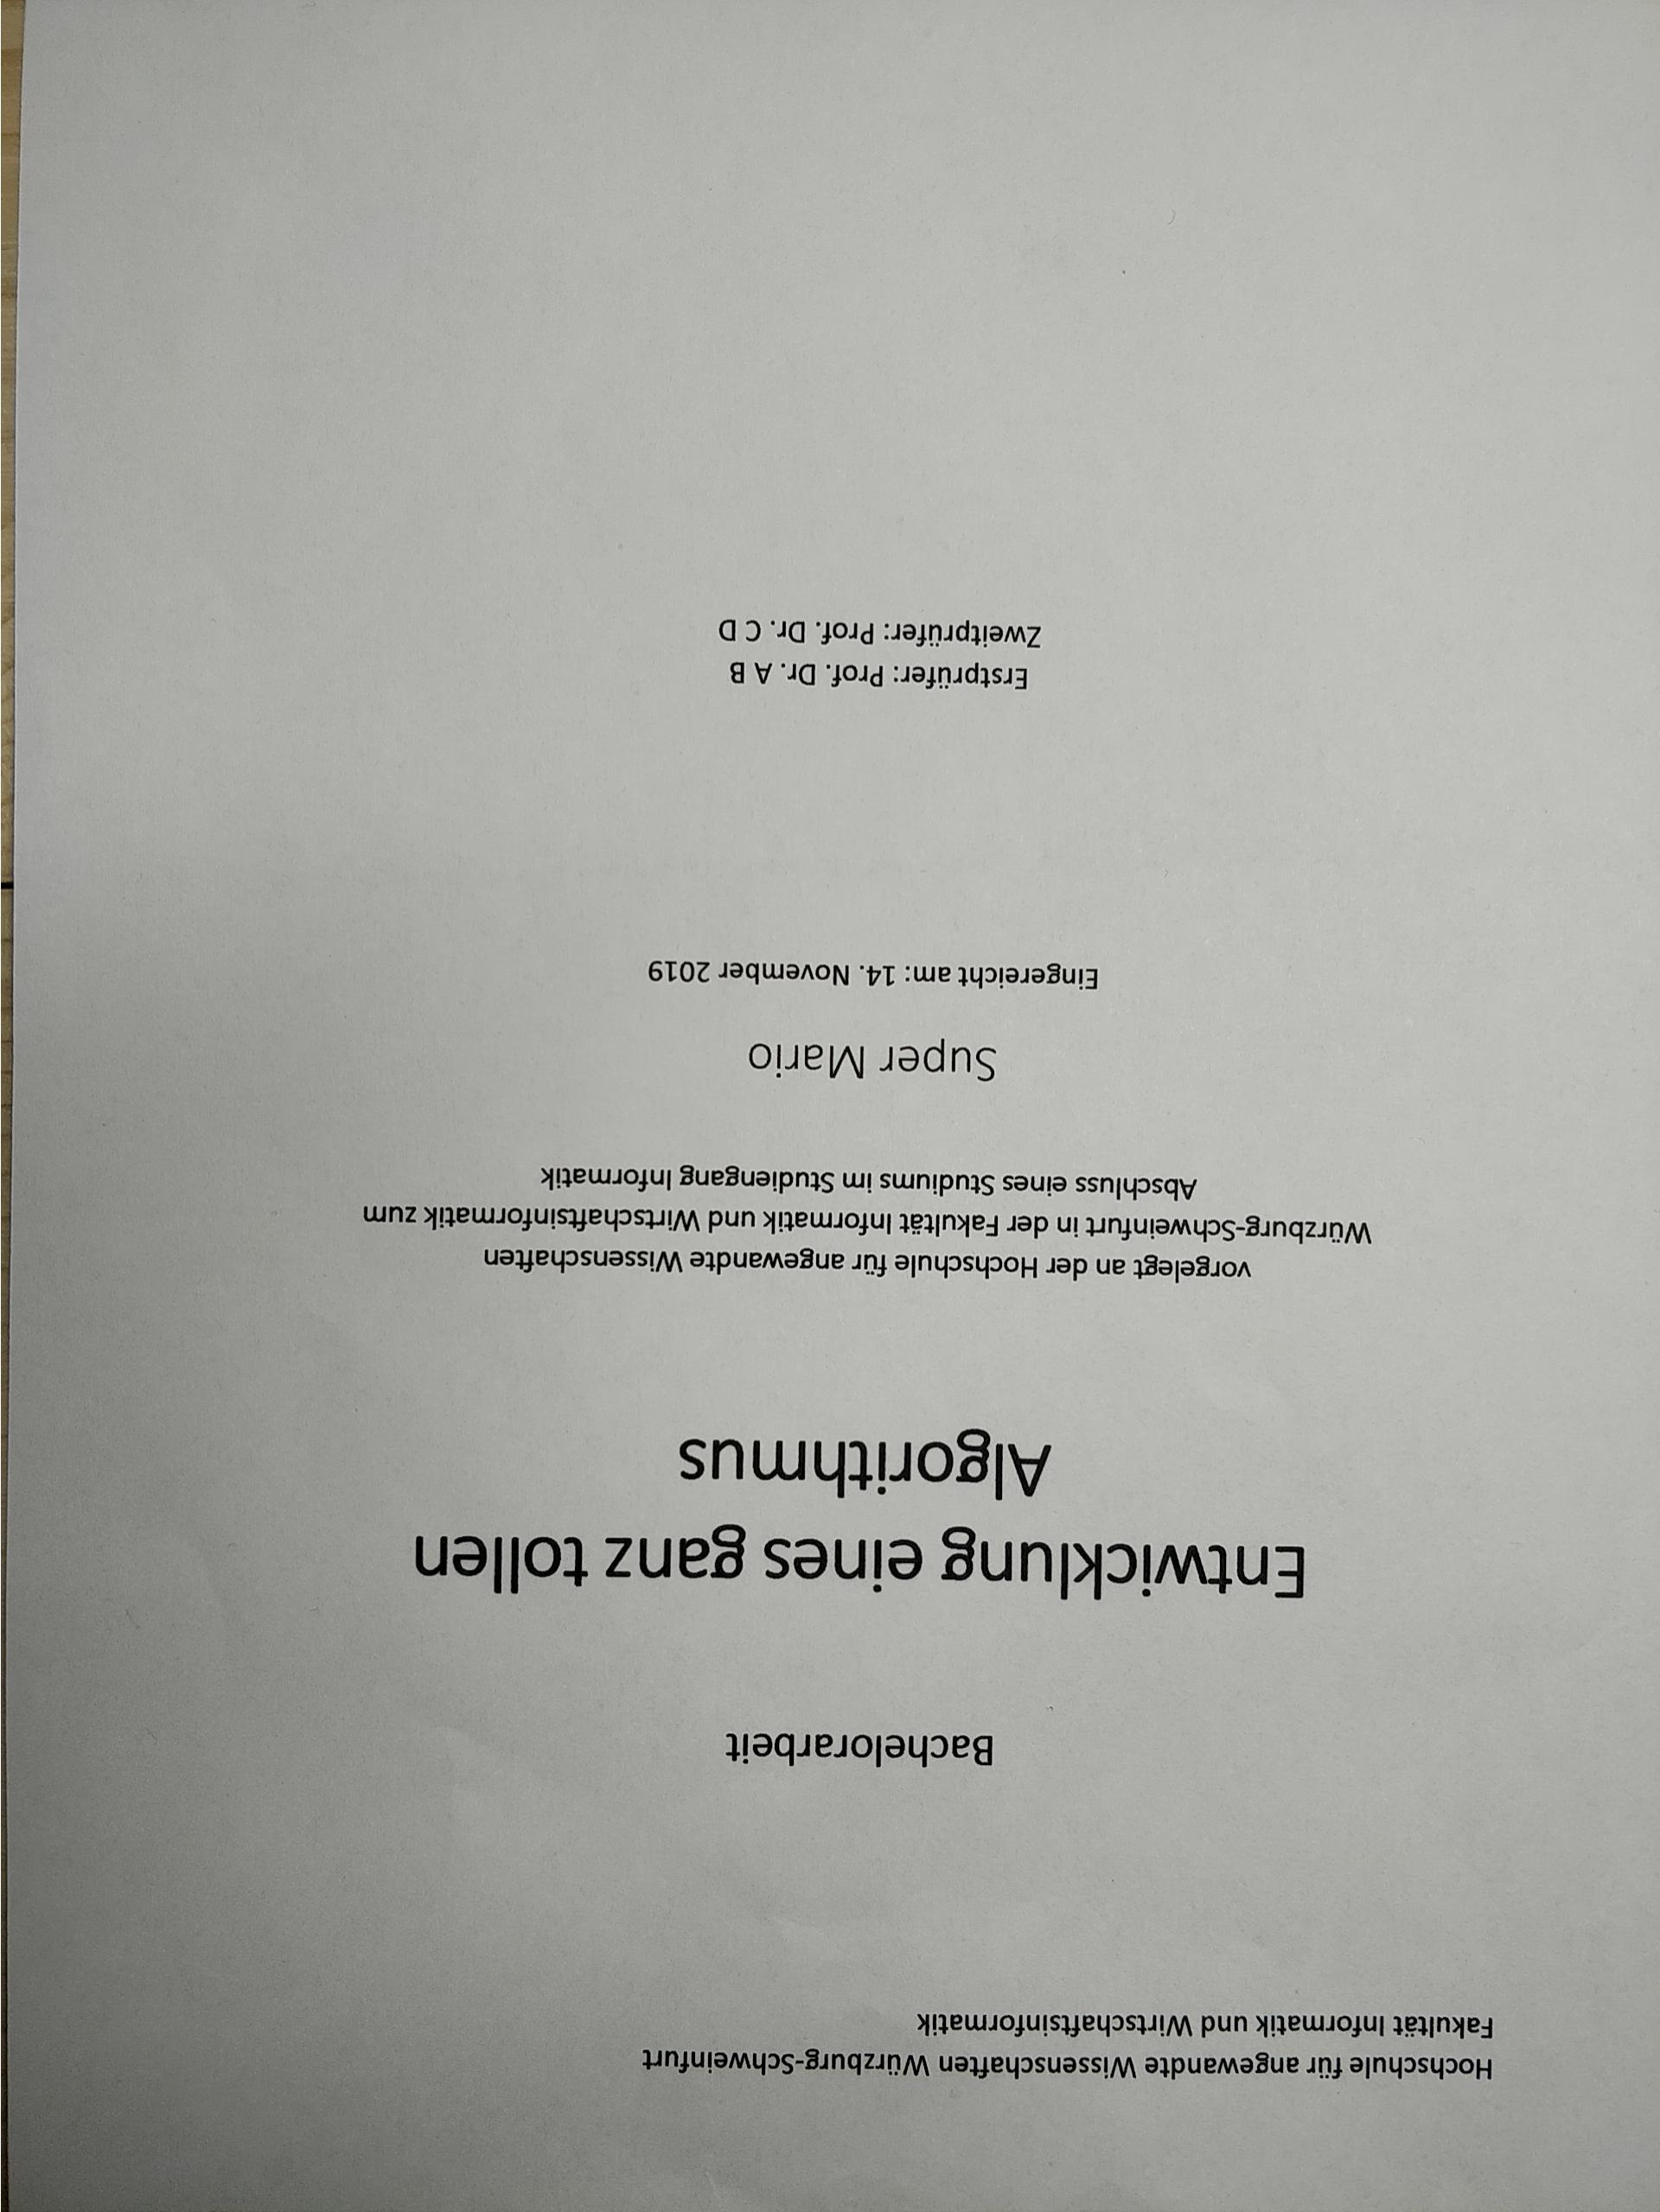 Hochschule für angewandte Wissenschaften Würzburg-Schweinfurt
Fakultät Informatik und Wirtschaftsinformatik
Bachelorarbeit
Entwicklung eines ganz tollen
Algorithmus
vorgelegt an der Hochschule für angewandte Wissenschaften
Würzburg-Schweinfurt in der Fakultät Informatik und Wirtschaftsinformatik zum
Abschluss eines Studiums im Studiengang Informatik
Super Mario
Eingereicht am: 14. November 2019
Erstprüfer: Prof. Dr. A B
Zweitprüfer: Prof. Dr. C D